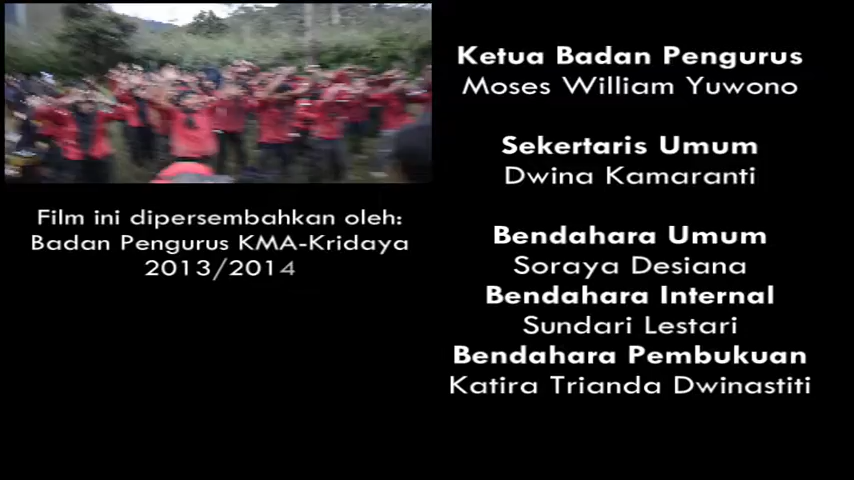 Film ini dipersembahkan oleh:
Badan Pengurus KMA-Kridaya
2013/2014
Ketua Badan Pengurus
Moses William Yuwono
Sekertaris Umum
Dwina Kamaranti
Bendahara Umum
Soraya Desiana
Bendahara Internal
Sundari Lestari
Bendahara Pembukuan
Katira Trianda Dwinastiti